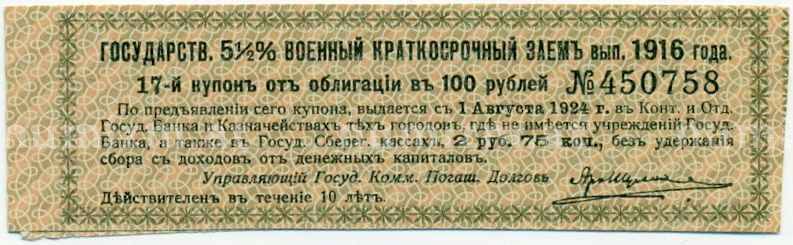 ГОСУДАРСТВ. 5½% ВОЕННЫЙ КРАТКОСРОЧНЫЙ ЗАЕМЪ вып. 1916 года.
17-й купонъ отъ облигаціи въ 100 рублей № 450758
По предъявленіи сего купона, выдается съ 1 Августа 1924 г. въ Конт. и Отд.
Госуд. Банка и Казначействахъ тѣхъ городовъ, гдѣ не имѣется учрежденій Госуд.
Банка, а также въ Госуд. Сберег. кассахъ, 2 руб. 75 коп., безъ удержанія
сбора съ доходовъ отъ денежныхъ капиталовъ.
Управляющій Госуд. Комм. Погаш. Долговъ
Дѣйствителенъ въ теченіе 10 лѣтъ.